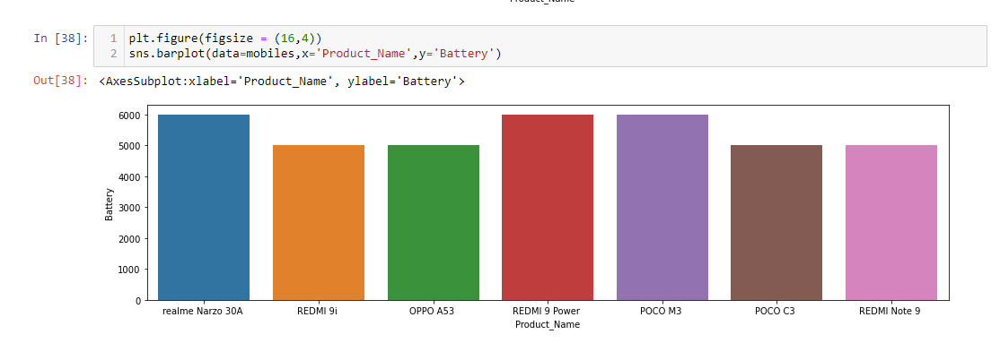 Product_Name
In [38]:
1 plt.figure(figsize = (16,4))
2 sns.barplot(data=mobiles,x='Product_Name',y='Battery')
Out[38]: <AxesSubplot:xlabel='Product_Name', ylabel='Battery'>
6000
5000
4000
3000
2000
1000
0
Battery
realme Narzo 30A
REDMI 9i
OPPO A53
REDMI 9 Power
POCO M3
POCO C3
REDMI Note 9
Product_Name